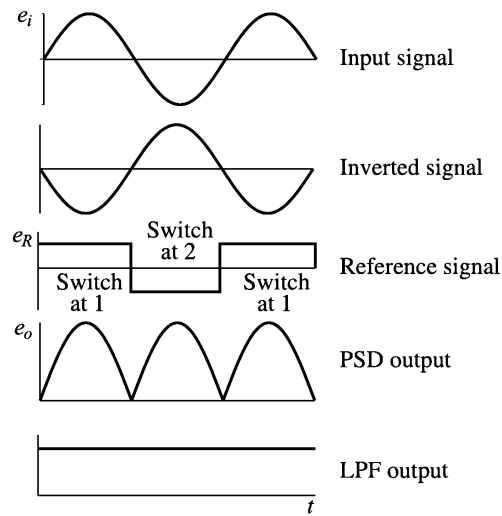 e_i
Input signal
Inverted signal
e_R
Switch
at 2
Reference signal
Switch
at 1
Switch
at 1
e_o
PSD output
LPF output
t